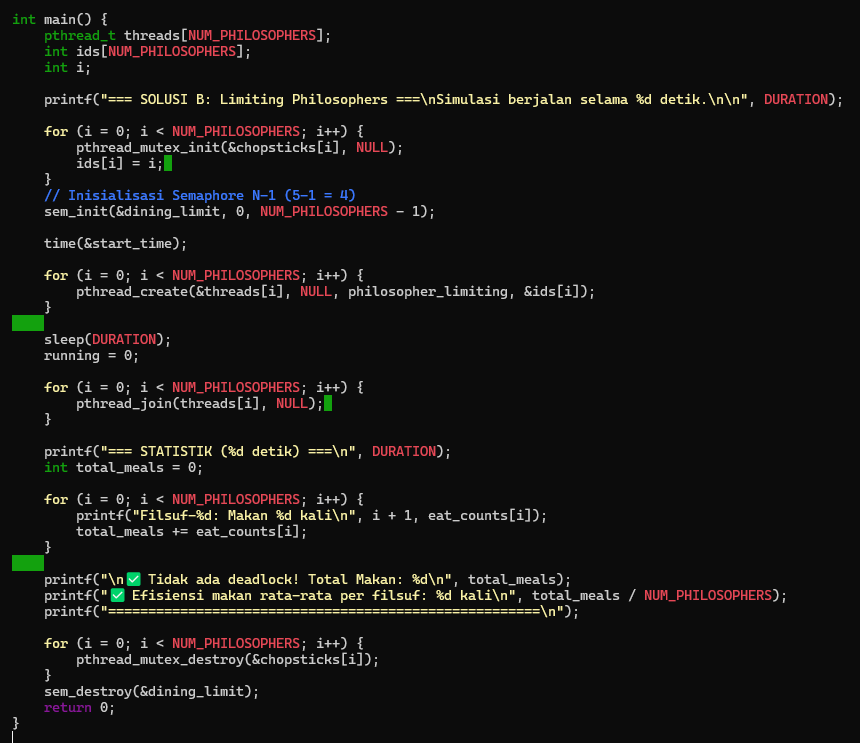 int main() {
    pthread_t threads[NUM_PHILOSOPHERS];
    int ids[NUM_PHILOSOPHERS];
    int i;

    printf("=== SOLUSI B: Limiting Philosophers ===\nSimulasi berjalan selama %d detik.\n\n", DURATION);

    for (i = 0; i < NUM_PHILOSOPHERS; i++) {
        pthread_mutex_init(&chopsticks[i], NULL);
        ids[i] = i;
    }
    // Inisialisasi Semaphore N-1 (5-1 = 4)
    sem_init(&dining_limit, 0, NUM_PHILOSOPHERS - 1);

    time(&start_time);

    for (i = 0; i < NUM_PHILOSOPHERS; i++) {
        pthread_create(&threads[i], NULL, philosopher_limiting, &ids[i]);
    }

    sleep(DURATION);
    running = 0;

    for (i = 0; i < NUM_PHILOSOPHERS; i++) {
        pthread_join(threads[i], NULL);
    }

    printf("=== STATISTIK (%d detik) ===\n", DURATION);
    int total_meals = 0;

    for (i = 0; i < NUM_PHILOSOPHERS; i++) {
        printf("Filsuf-%d: Makan %d kali\n", i + 1, eat_counts[i]);
        total_meals += eat_counts[i];
    }

    printf("\n✅ Tidak ada deadlock! Total Makan: %d\n", total_meals);
    printf("✅ Efisiensi makan rata-rata per filsuf: %d kali\n", total_meals / NUM_PHILOSOPHERS);
    printf("======================================================\n");

    for (i = 0; i < NUM_PHILOSOPHERS; i++) {
        pthread_mutex_destroy(&chopsticks[i]);
    }
    sem_destroy(&dining_limit);
    return 0;
}